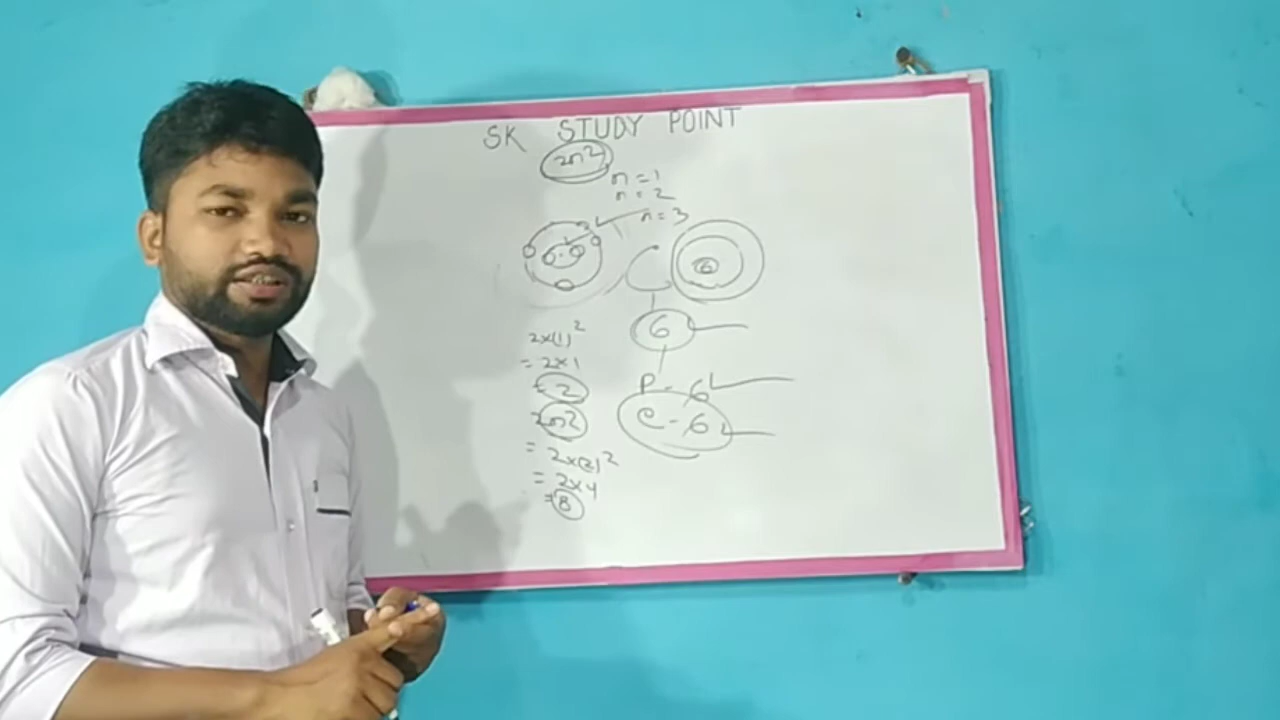 SK STUDY POINT
2n²
n = 1
n = 2
n = 3
6
6
P - 6
e - 6
2×(1)²
= 2×1
= 2
2n²
= 2×(2)²
= 2×4
= 8